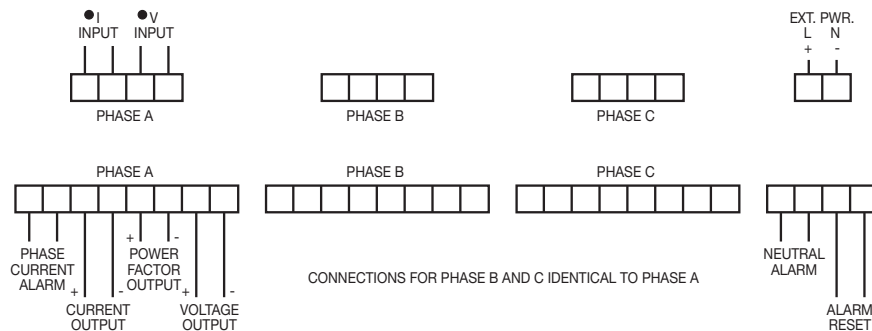 ●I
INPUT
●V
INPUT
EXT. PWR.
L N
+ -
PHASE A
PHASE B
PHASE C
PHASE A
PHASE B
PHASE C
PHASE
CURRENT
ALARM
+ -
CURRENT
OUTPUT
+ -
POWER
FACTOR
OUTPUT
+ -
VOLTAGE
OUTPUT
CONNECTIONS FOR PHASE B AND C IDENTICAL TO PHASE A
NEUTRAL
ALARM
ALARM
RESET